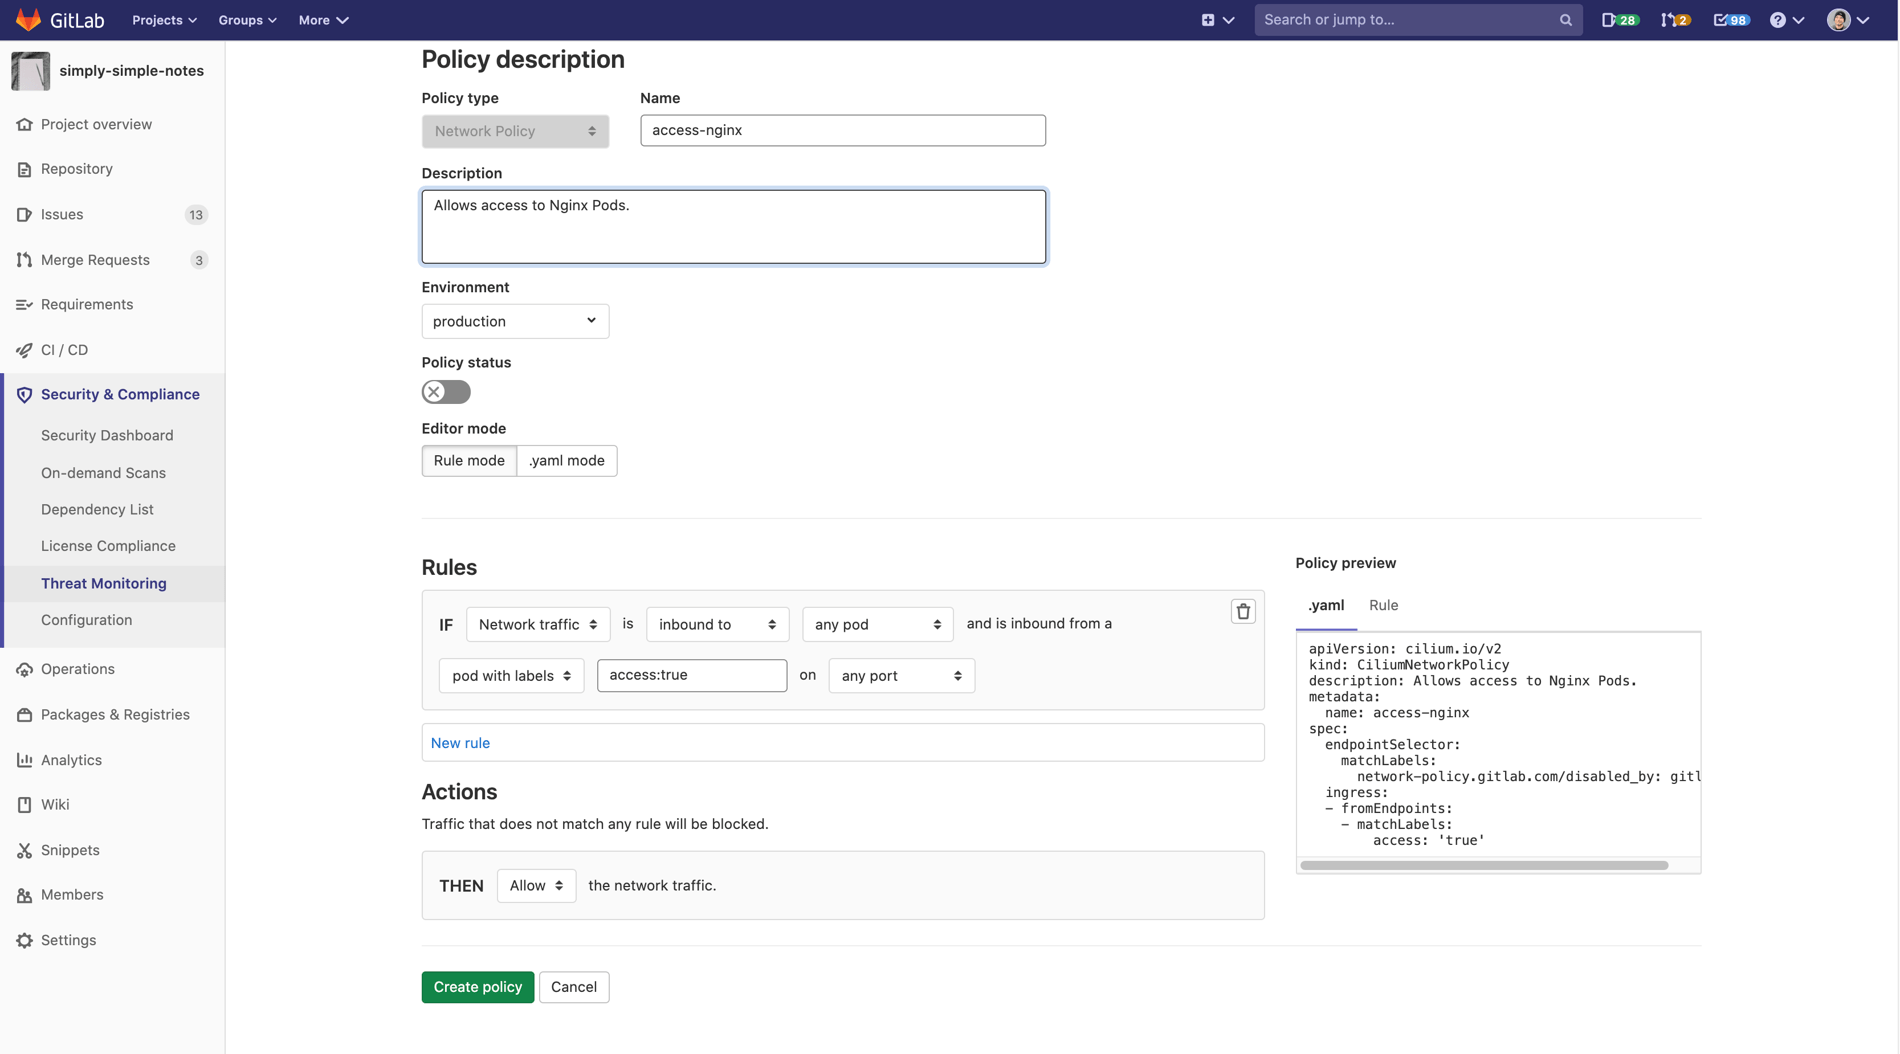 GitLab
Projects
Groups
More
Search or jump to...
28
2
98
simply-simple-notes
Project overview
Repository
Issues 13
Merge Requests 3
Requirements
CI / CD
Security & Compliance
Security Dashboard
On-demand Scans
Dependency List
License Compliance
Threat Monitoring
Configuration
Operations
Packages & Registries
Analytics
Wiki
Snippets
Members
Settings
Policy description
Policy type
Name
Network Policy
access-nginx
Description
Allows access to Nginx Pods.
Environment
production
Policy status
Editor mode
Rule mode
.yaml mode
Rules
IF Network traffic is inbound to any pod and is inbound from a
pod with labels access:true on any port
New rule
Actions
Traffic that does not match any rule will be blocked.
THEN Allow the network traffic.
Create policy
Cancel
Policy preview
.yaml
Rule
apiVersion: cilium.io/v2
kind: CiliumNetworkPolicy
description: Allows access to Nginx Pods.
metadata:
name: access-nginx
spec:
endpointSelector:
matchLabels:
network-policy.gitlab.com/disabled_by: gitl
ingress:
- fromEndpoints:
- matchLabels:
access: 'true'